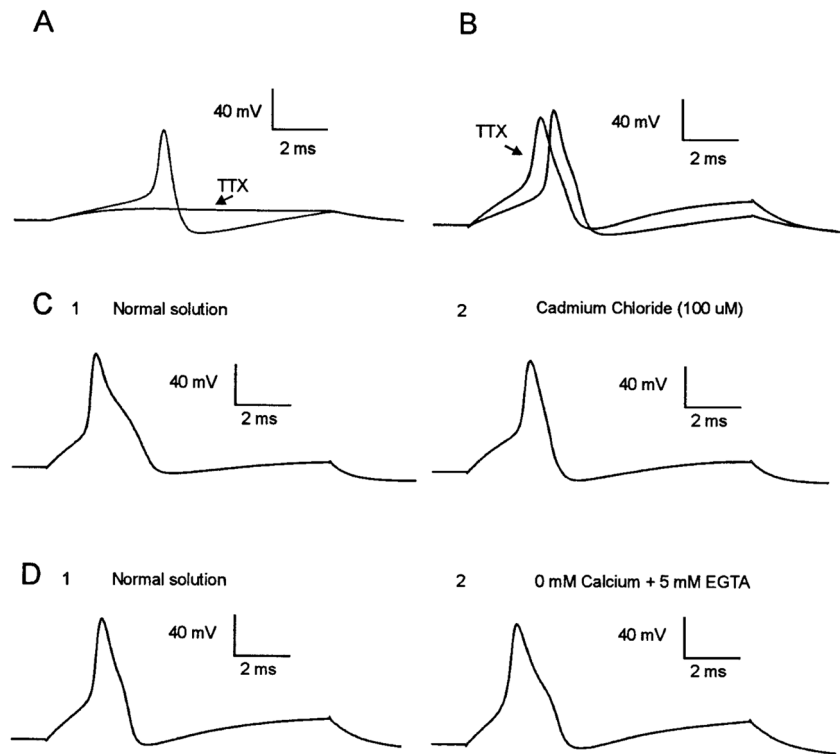 A
B
40 mV
2 ms
TTX
40 mV
2 ms
TTX
C 1 Normal solution
2 Cadmium Chloride (100 uM)
40 mV
2 ms
40 mV
2 ms
D 1 Normal solution
2 0 mM Calcium + 5 mM EGTA
40 mV
2 ms
40 mV
2 ms